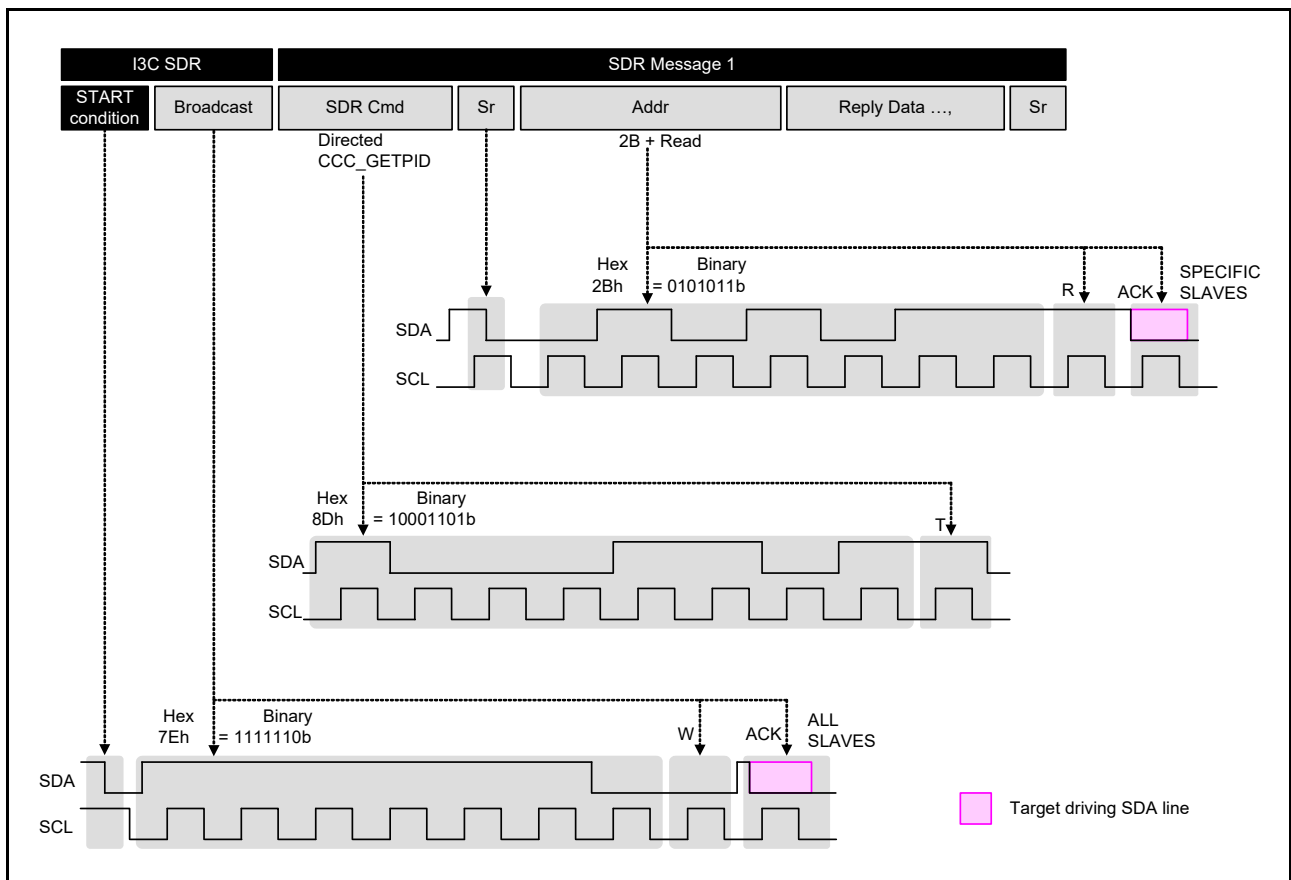 I3C SDR
SDR Message 1
START
condition
Broadcast
SDR Cmd
Sr
Addr
Reply Data …,
Sr
Directed
CCC_GETPID
2B + Read
Hex Binary
2Bh = 0101011b
R
ACK
SPECIFIC
SLAVES
SDA
SCL
Hex Binary
8Dh = 10001101b
T
SDA
SCL
Hex Binary
7Eh = 1111110b
W
ACK
ALL
SLAVES
SDA
SCL
Target driving SDA line